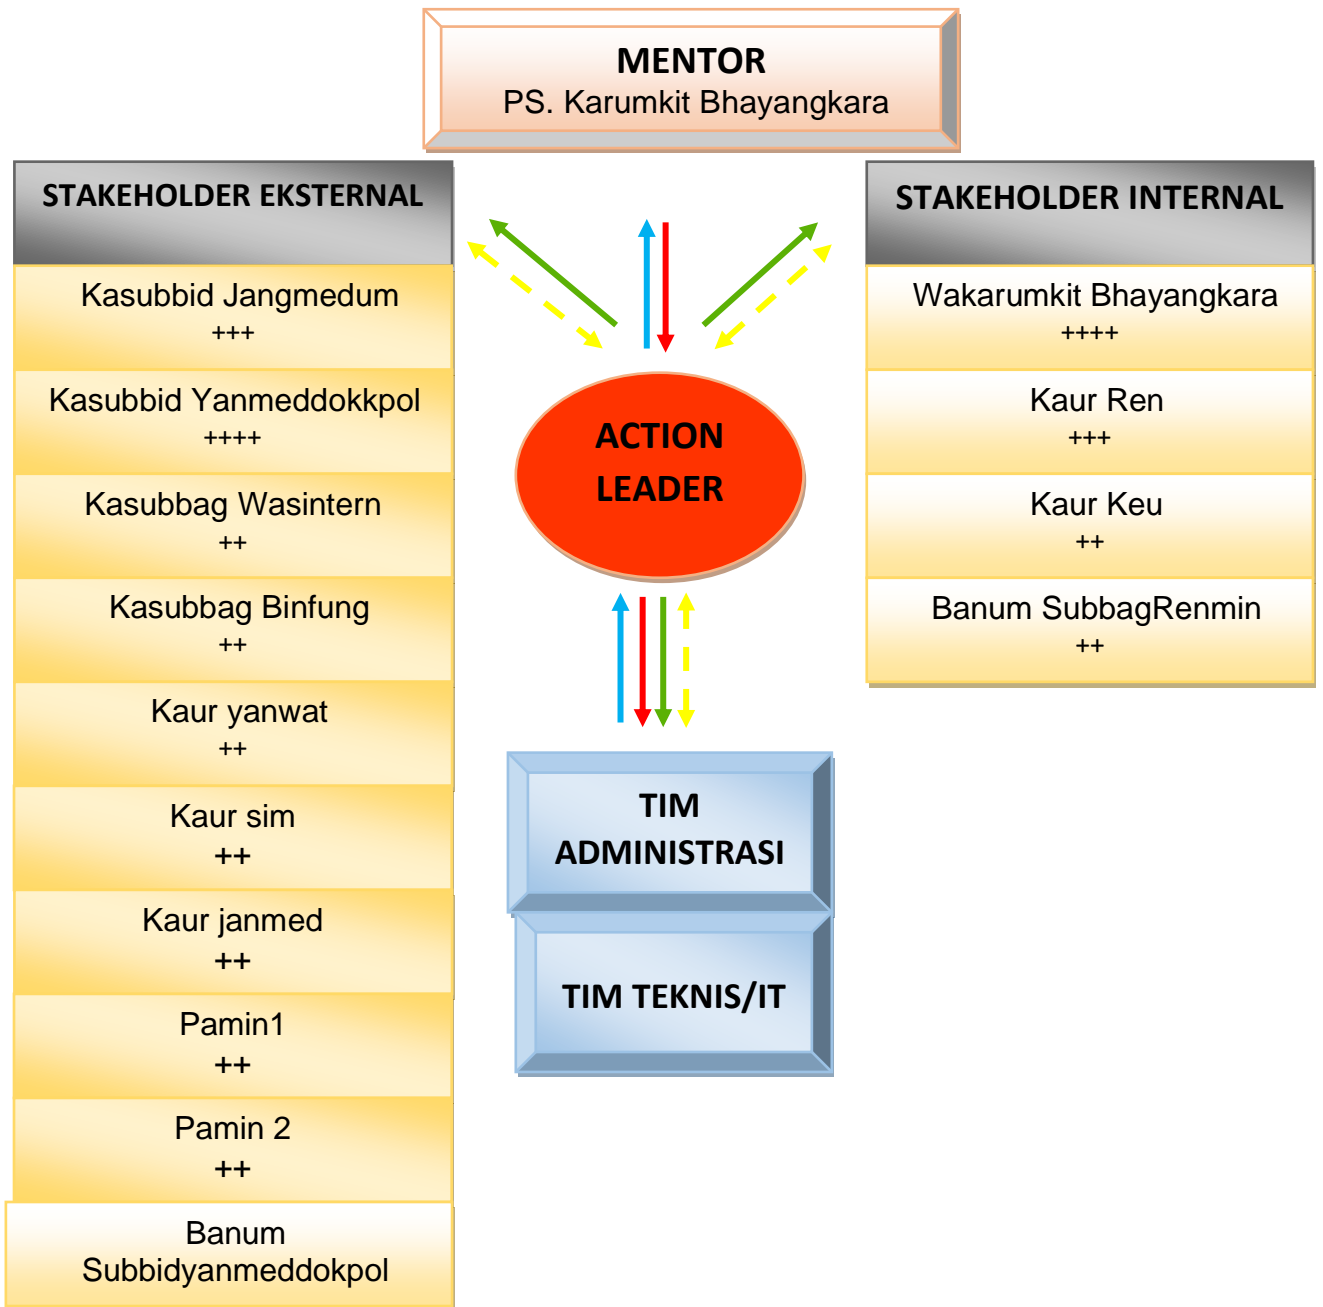 MENTOR
PS. Karumkit Bhayangkara
STAKEHOLDER EKSTERNAL
Kasubbid Jangmedum
+++
Kasubbid Yanmeddokkpol
++++
Kasubbag Wasintern
++
Kasubbag Binfung
++
Kaur yanwat
++
Kaur sim
++
Kaur janmed
++
Pamin1
++
Pamin 2
++
Banum
Subbidyanmeddokpol
ACTION
LEADER
TIM
ADMINISTRASI
TIM TEKNIS/IT
STAKEHOLDER INTERNAL
Wakarumkit Bhayangkara
++++
Kaur Ren
+++
Kaur Keu
++
Banum SubbagRenmin
++